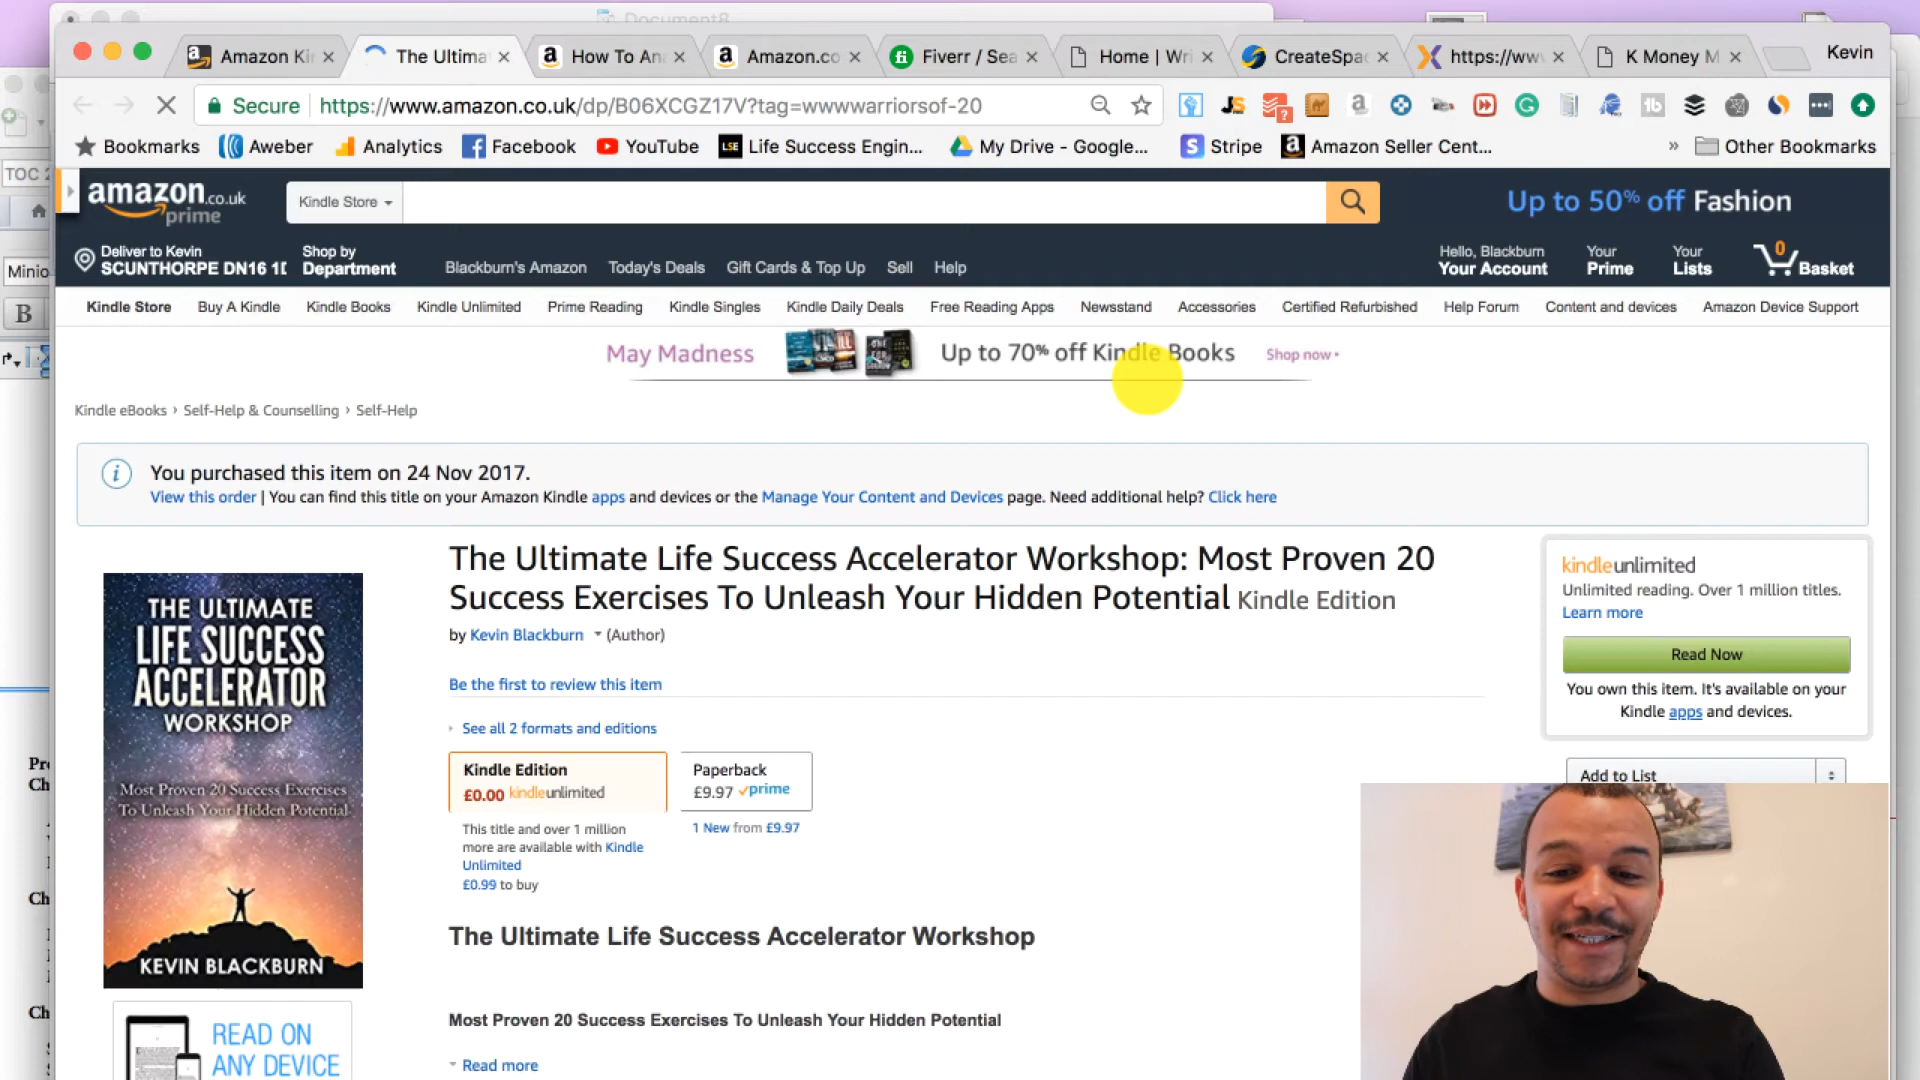 Document8
Amazon Ki
The Ultima
How To An
Amazon.co
Fiverr / Sea
Home | Wri
CreateSpac
https://ww
K Money M
Kevin
Secure
https://www.amazon.co.uk/dp/B06XCGZ17V?tag=wwwwarriorsof-20
Bookmarks
Aweber
Analytics
Facebook
YouTube
LSE Life Success Engin...
My Drive - Google...
Stripe
Amazon Seller Cent...
» Other Bookmarks
TOC 2
Minio
B
amazon.co.uk
prime
Kindle Store
Up to 50% off Fashion
Deliver to Kevin
SCUNTHORPE DN16 1D
Shop by
Department
Blackburn's Amazon
Today's Deals
Gift Cards & Top Up
Sell
Help
Hello, Blackburn
Your Account
Your
Prime
Your
Lists
0
Basket
Kindle Store
Buy A Kindle
Kindle Books
Kindle Unlimited
Prime Reading
Kindle Singles
Kindle Daily Deals
Free Reading Apps
Newsstand
Accessories
Certified Refurbished
Help Forum
Content and devices
Amazon Device Support
May Madness
Up to 70% off Kindle Books
Shop now
Kindle eBooks › Self-Help & Counselling › Self-Help
You purchased this item on 24 Nov 2017.
View this order | You can find this title on your Amazon Kindle apps and devices or the Manage Your Content and Devices page. Need additional help? Click here
THE ULTIMATE
LIFE SUCCESS
ACCELERATOR
WORKSHOP
Most Proven 20 Success Exercises
To Unleash Your Hidden Potential
KEVIN BLACKBURN
READ ON
ANY DEVICE
The Ultimate Life Success Accelerator Workshop: Most Proven 20
Success Exercises To Unleash Your Hidden Potential Kindle Edition
by Kevin Blackburn (Author)
Be the first to review this item
See all 2 formats and editions
Kindle Edition
£0.00 kindleunlimited
Paperback
£9.97 prime
This title and over 1 million
more are available with Kindle
Unlimited
£0.99 to buy
1 New from £9.97
The Ultimate Life Success Accelerator Workshop
Most Proven 20 Success Exercises To Unleash Your Hidden Potential
Read more
kindleunlimited
Unlimited reading. Over 1 million titles.
Learn more
Read Now
You own this item. It's available on your
Kindle apps and devices.
Add to List